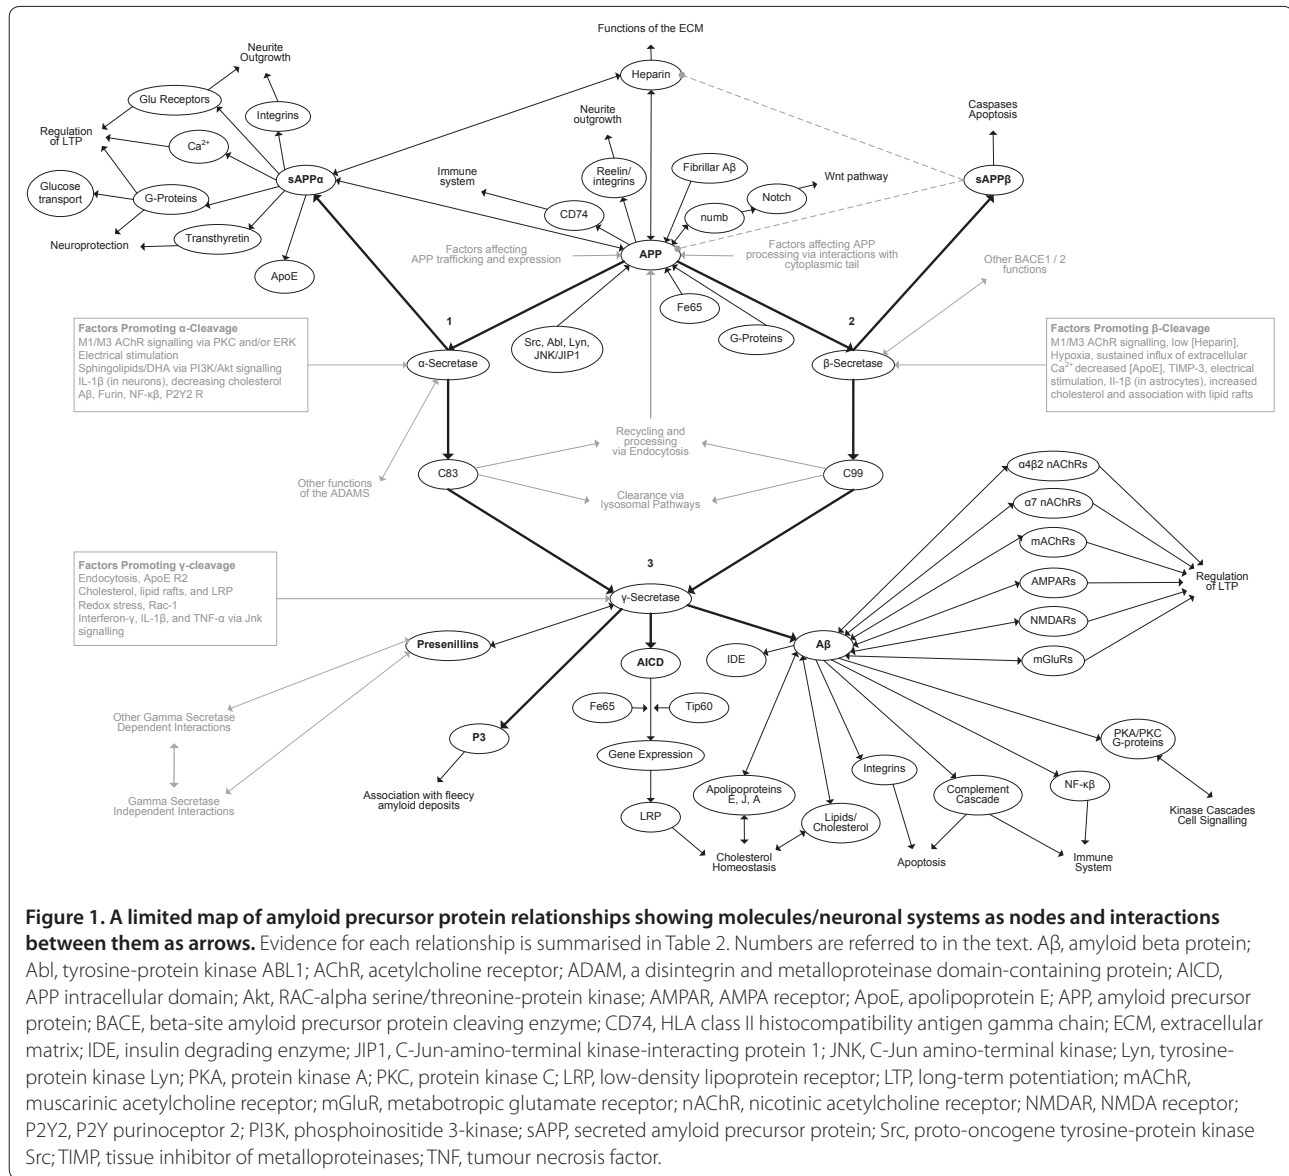 Functions of the ECM
Heparin
Neurite
Outgrowth
Glu Receptors
Integrins
Regulation
of LTP
Ca2+
sAPPα
Glucose
transport
G-Proteins
Neuroprotection
Transthyretin
ApoE
Neurite
outgrowth
Immune
system
Reelin/
integrins
Fibrillar Aβ
Wnt pathway
CD74
numb
Notch
Caspases
Apoptosis
sAPPβ
Factors affecting
APP trafficking and expression
APP
Factors affecting APP
processing via interactions with
cytoplasmic tail
Other BACE1 / 2
functions
Fe65
G-Proteins
Src, Abl, Lyn,
JNK/JIP1
1
2
Factors Promoting α-Cleavage
M1/M3 AChR signalling via PKC and/or ERK
Electrical stimulation
Sphingolipids/DHA via PI3K/Akt signalling
IL-1β (in neurons), decreasing cholesterol
Aβ, Furin, NF-κβ, P2Y2 R
α-Secretase
β-Secretase
Factors Promoting β-Cleavage
M1/M3 AChR signalling, low [Heparin],
Hypoxia, sustained influx of extracellular
Ca2+ decreased [ApoE], TIMP-3, electrical
stimulation, Il-1β (in astrocytes), increased
cholesterol and association with lipid rafts
Recycling and
processing
via Endocytosis
C83
C99
Other functions
of the ADAMS
Clearance via
lysosomal Pathways
α4β2 nAChRs
α7 nAChRs
mAChRs
AMPARs
NMDARs
mGluRs
Regulation
of LTP
3
Factors Promoting γ-cleavage
Endocytosis, ApoE R2
Cholesterol, lipid rafts, and LRP
Redox stress, Rac-1
Interferon-γ, IL-1β, and TNF-α via Jnk
signalling
γ-Secretase
Presenillins
AICD
IDE
Aβ
Fe65
Tip60
Other Gamma Secretase
Dependent Interactions
P3
Gene Expression
Association with fleecy
amyloid deposits
Gamma Secretase
Independent Interactions
LRP
Apolipoproteins
E, J, A
Lipids/
Cholesterol
Cholesterol
Homeostasis
Integrins
Complement
Cascade
Apoptosis
NF-κβ
Immune
System
PKA/PKC
G-proteins
Kinase Cascades
Cell Signalling
Figure 1. A limited map of amyloid precursor protein relationships showing molecules/neuronal systems as nodes and interactions
between them as arrows. Evidence for each relationship is summarised in Table 2. Numbers are referred to in the text. Aβ, amyloid beta protein;
Abl, tyrosine-protein kinase ABL1; AChR, acetylcholine receptor; ADAM, a disintegrin and metalloproteinase domain-containing protein; AICD,
APP intracellular domain; Akt, RAC-alpha serine/threonine-protein kinase; AMPAR, AMPA receptor; ApoE, apolipoprotein E; APP, amyloid precursor
protein; BACE, beta-site amyloid precursor protein cleaving enzyme; CD74, HLA class II histocompatibility antigen gamma chain; ECM, extracellular
matrix; IDE, insulin degrading enzyme; JIP1, C-Jun-amino-terminal kinase-interacting protein 1; JNK, C-Jun amino-terminal kinase; Lyn, tyrosine-
protein kinase Lyn; PKA, protein kinase A; PKC, protein kinase C; LRP, low-density lipoprotein receptor; LTP, long-term potentiation; mAChR,
muscarinic acetylcholine receptor; mGluR, metabotropic glutamate receptor; nAChR, nicotinic acetylcholine receptor; NMDAR, NMDA receptor;
P2Y2, P2Y purinoceptor 2; PI3K, phosphoinositide 3-kinase; sAPP, secreted amyloid precursor protein; Src, proto-oncogene tyrosine-protein kinase
Src; TIMP, tissue inhibitor of metalloproteinases; TNF, tumour necrosis factor.